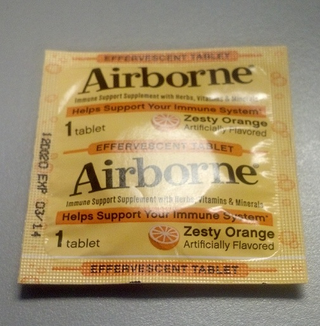 EFFERVESCENT TABLET
Airborne
Immune Support Supplement with Herbs, Vitamins & Minerals
Helps Support Your Immune System*
1 tablet
Zesty Orange
Artificially Flavored
EFFERVESCENT TABLET
Airborne
Immune Support Supplement with Herbs, Vitamins & Minerals
Helps Support Your Immune System*
1 tablet
Zesty Orange
Artificially Flavored
EFFERVESCENT TABLET
EXP 03/14